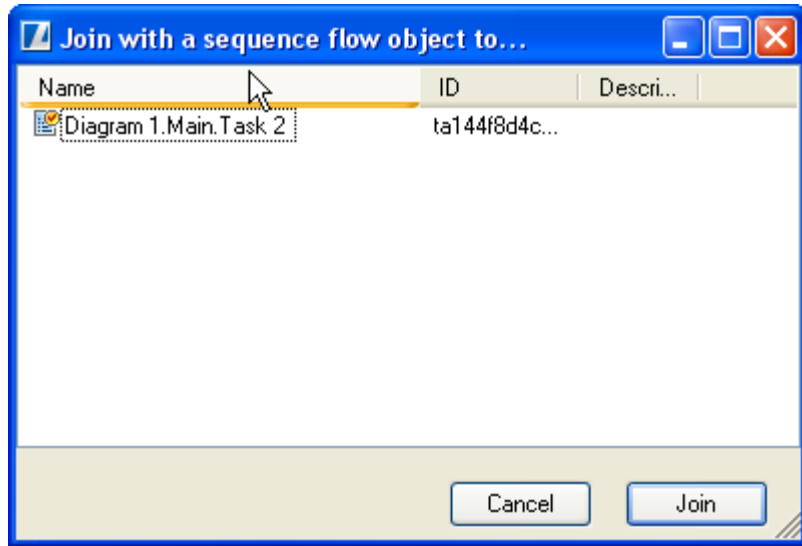 Join with a sequence flow object to...
Name ID Descri...
Diagram 1.Main.Task 2 ta144f8d4c...
Cancel Join